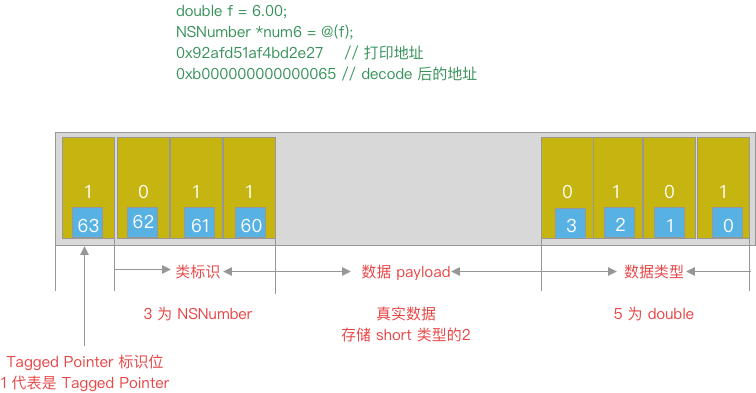 double f = 6.00;
NSNumber *num6 = @(f);
0x92afd51af4bd2e27 // 打印地址
0xb000000000000065 // decode 后的地址
1 0 1 1 0 1 0 1
63 62 61 60 3 2 1 0
类标识 数据 payload 数据类型
3 为 NSNumber 真实数据 5 为 double
存储 short 类型的2
Tagged Pointer 标识位
1 代表是 Tagged Pointer